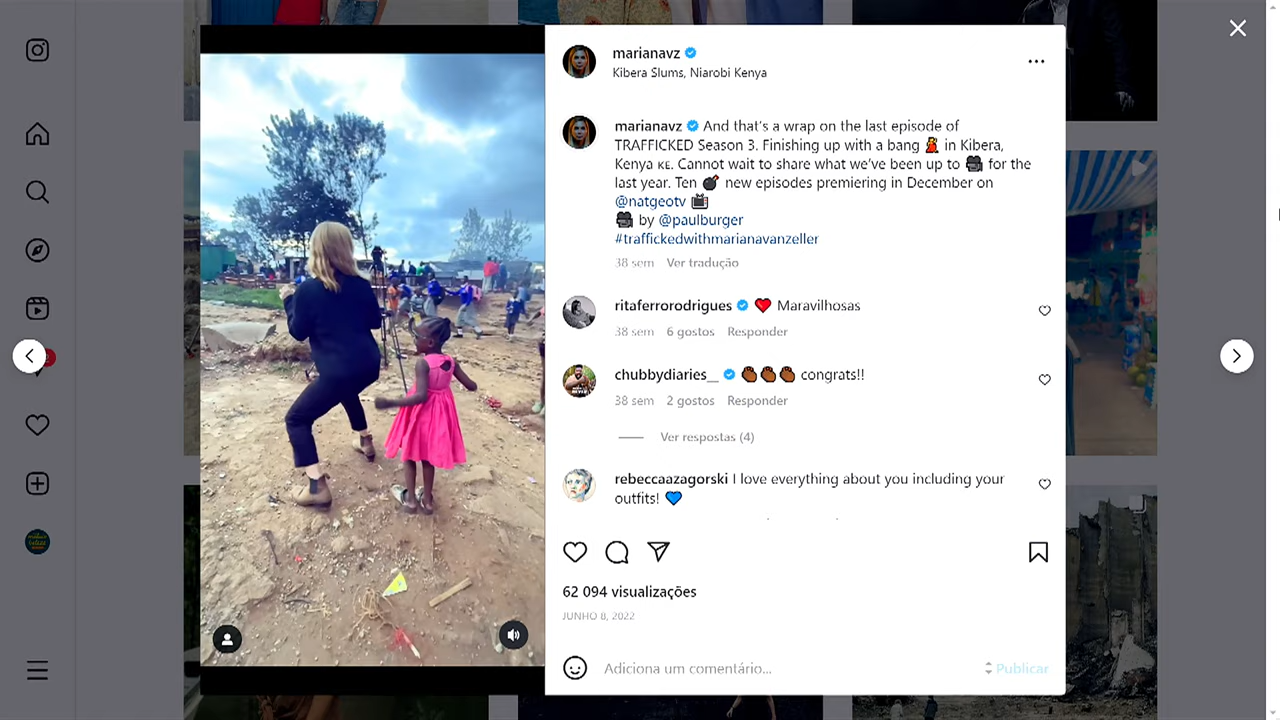 marianavz
Kibera Slums, Niarobi Kenya
marianavz And that's a wrap on the last episode of
TRAFFICKED Season 3. Finishing up with a bang 💃 in Kibera,
Kenya KE. Cannot wait to share what we've been up to 🎥 for the
last year. Ten 💣 new episodes premiering in December on
@natgeotv 📺
🎥 by @paulburger
#traffickedwithmarianavanzeller
38 sem Ver tradução
ritaferrorodrigues ❤️ Maravilhosas
38 sem 6 gostos Responder
chubbydiaries__ 👏🏾👏🏾👏🏾 congrats!!
38 sem 2 gostos Responder
Ver respostas (4)
rebeccaazagorski I love everything about you including your
outfits! 💙
62 094 visualizações
JUNHO 8, 2022
Adiciona um comentário... Publicar